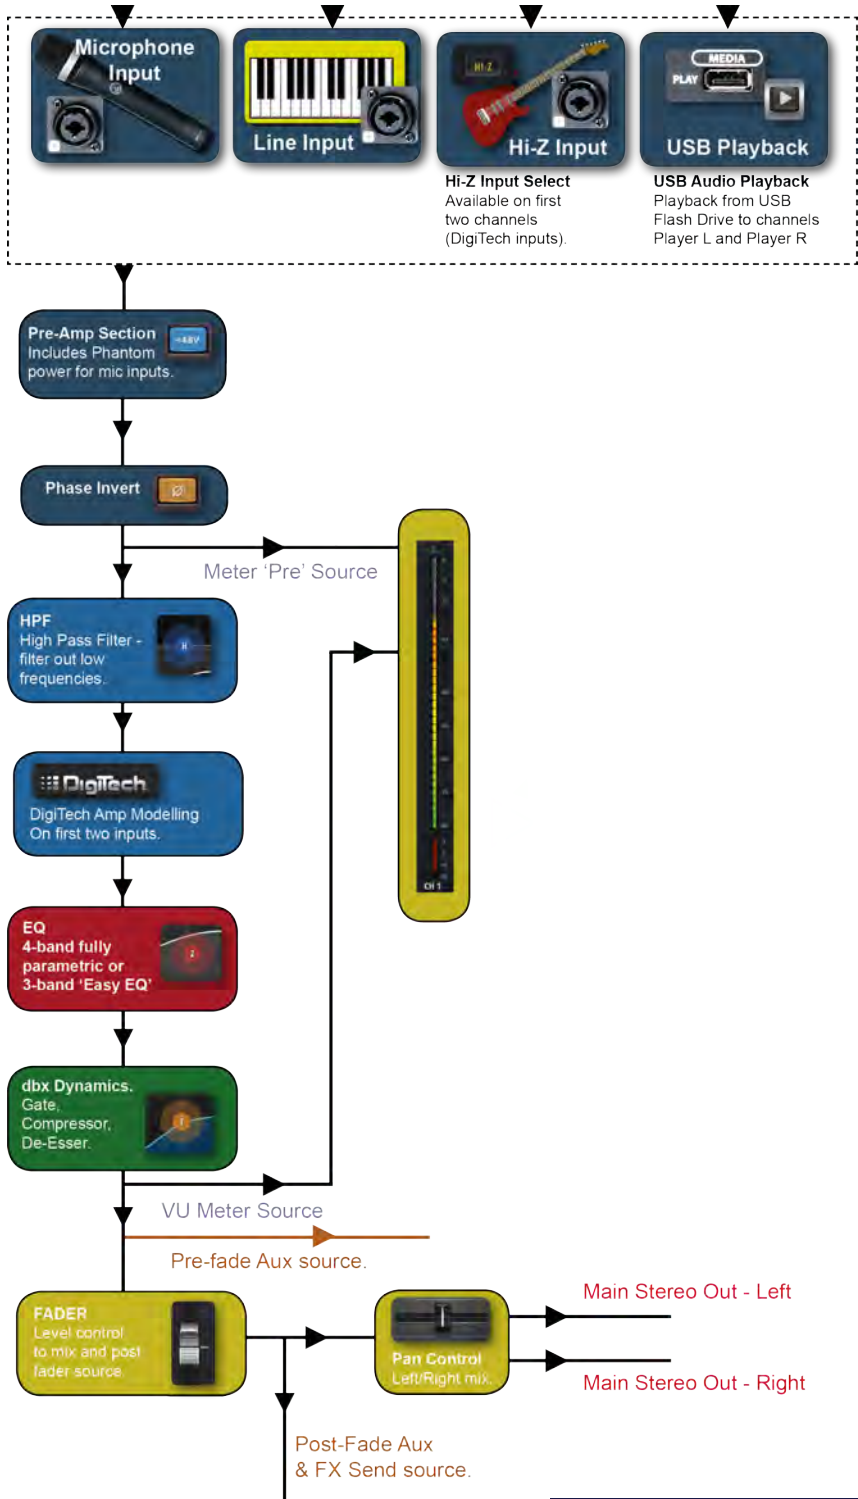 Microphone
Input
Line Input
HI-Z
Hi-Z Input
MEDIA
PLAY
USB Playback
Hi-Z Input Select
Available on first
two channels
(DigiTech inputs).
USB Audio Playback
Playback from USB
Flash Drive to channels
Player L and Player R
Pre-Amp Section
Includes Phantom
power for mic inputs.
+48V
Phase Invert
Ø
Meter ‘Pre’ Source
HPF
High Pass Filter -
filter out low
frequencies.
H
DigiTech
DigiTech Amp Modelling
On first two inputs.
CH 1
EQ
4-band fully
parametric or
3-band ‘Easy EQ’
dbx Dynamics.
Gate,
Compressor,
De-Esser.
VU Meter Source
Pre-fade Aux source.
FADER
Level control
to mix and post
fader source.
Pan Control
Left/Right mix.
Main Stereo Out - Left
Main Stereo Out - Right
Post-Fade Aux
& FX Send source.